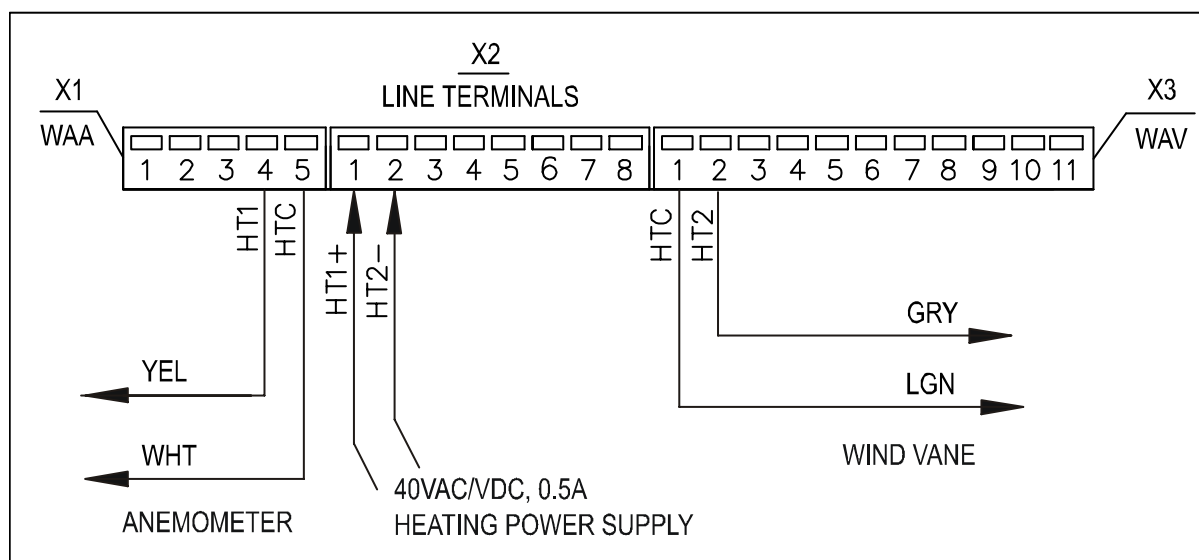 X2
LINE TERMINALS
X1
WAA
X3
WAV
1 2 3 4 5
1 2 3 4 5 6 7 8
1 2 3 4 5 6 7 8 9 10 11
HT1
HTC
HT1+
HT2-
HTC
HT2
GRY
LGN
YEL
WHT
WIND VANE
ANEMOMETER
40VAC/VDC, 0.5A
HEATING POWER SUPPLY